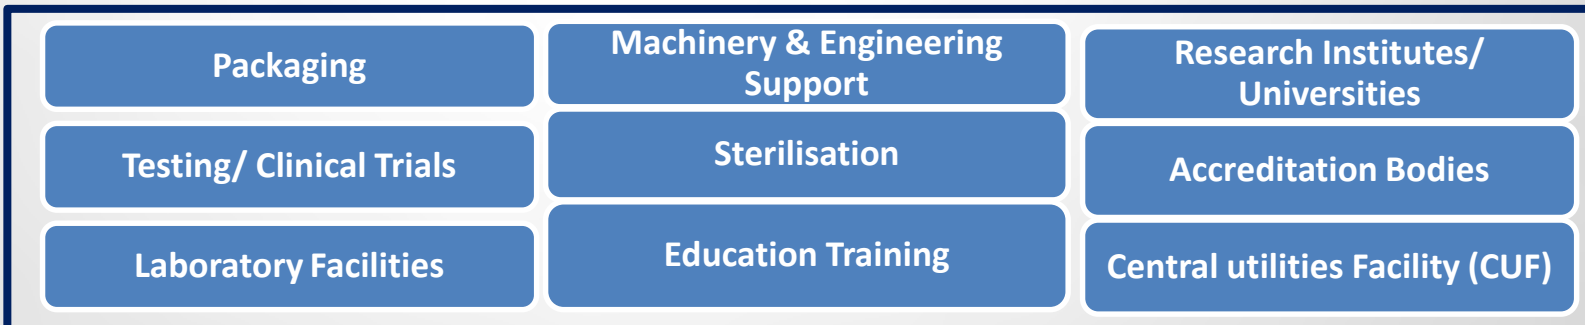 Packaging
Machinery & Engineering
Support
Research Institutes/
Universities
Testing/ Clinical Trials
Sterilisation
Accreditation Bodies
Laboratory Facilities
Education Training
Central utilities Facility (CUF)